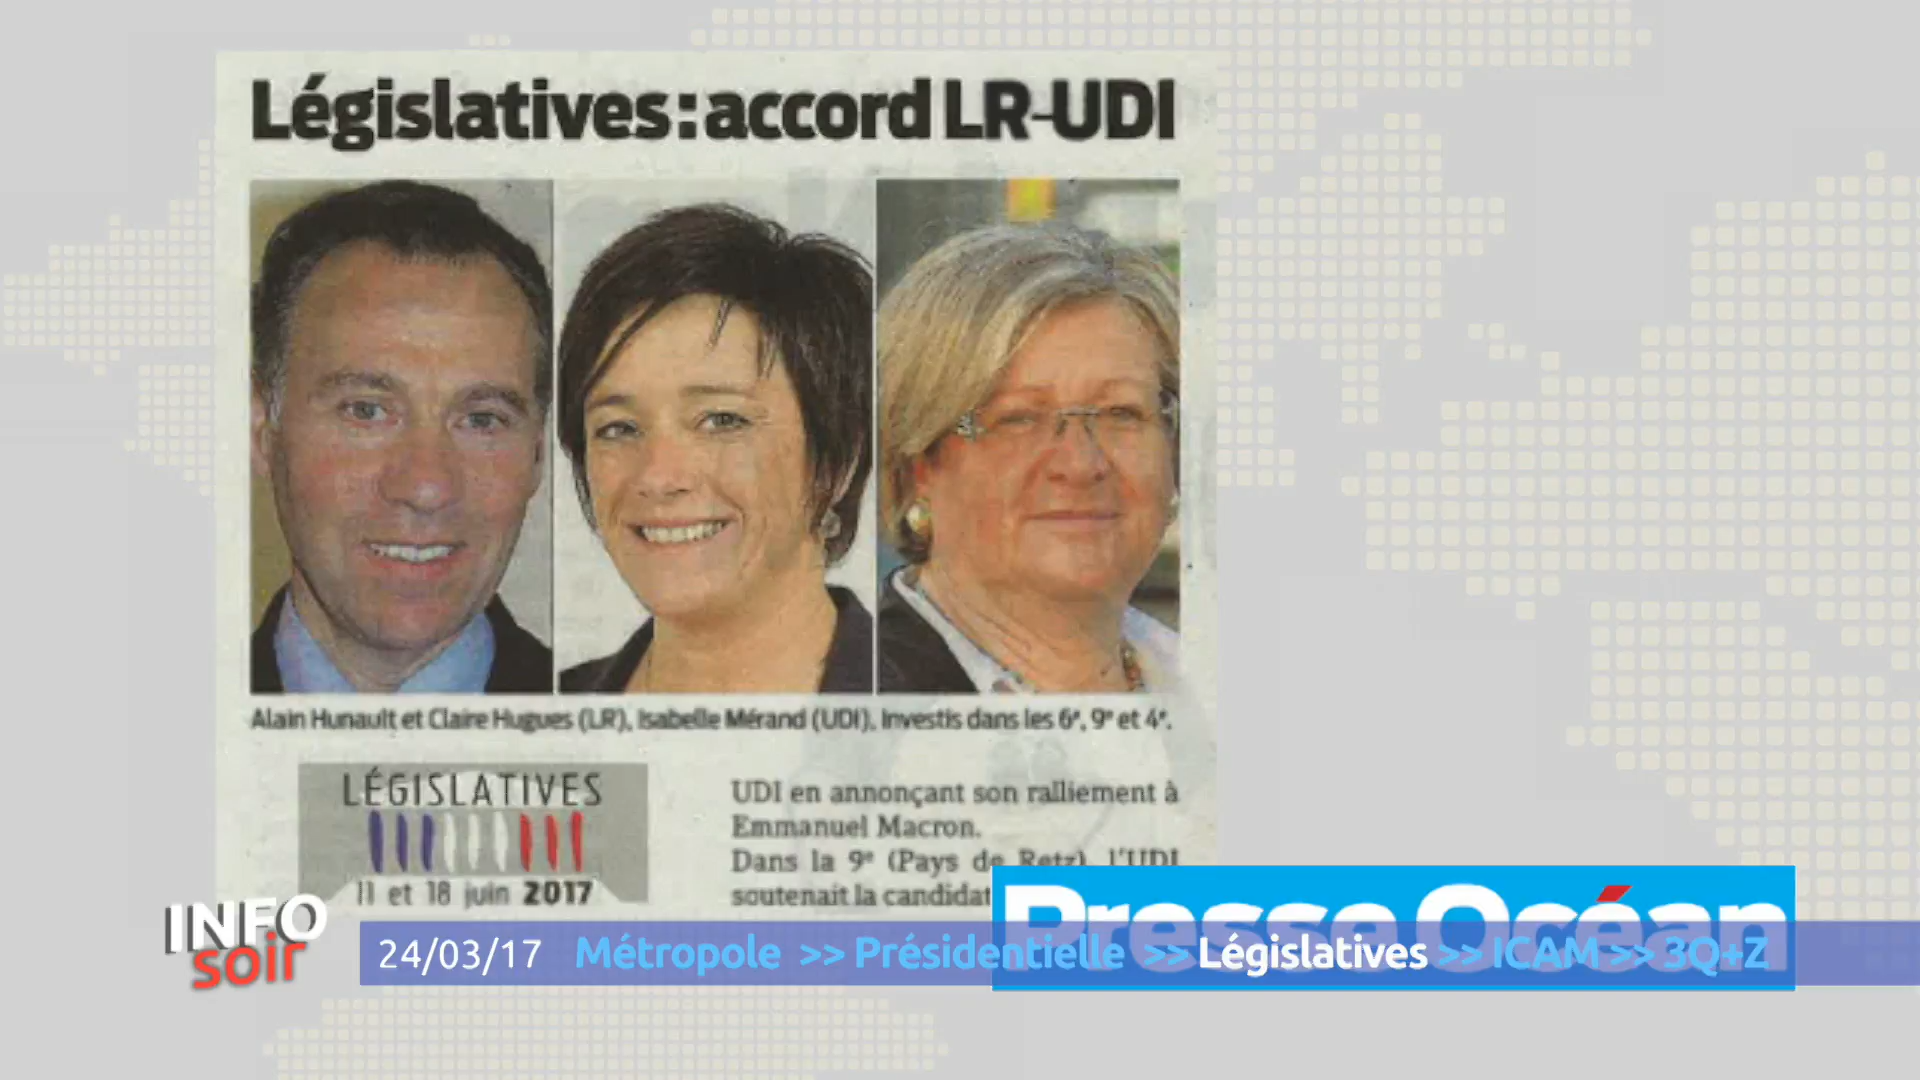 Législatives : accord LR-UDI
Alain Hunault et Claire Hugues (LR), Isabelle Mérand (UDI), investis dans les 6e, 9e et 4e.
LÉGISLATIVES
11 et 18 juin 2017
UDI en annonçant son ralliement à
Emmanuel Macron.
Dans la 9e (Pays de Retz), l'UDI
soutenait la candidat
Presse Océan
INFO
soir
24/03/17 Métropole >> Présidentielle >> Législatives >> ICAM >> 3Q+Z